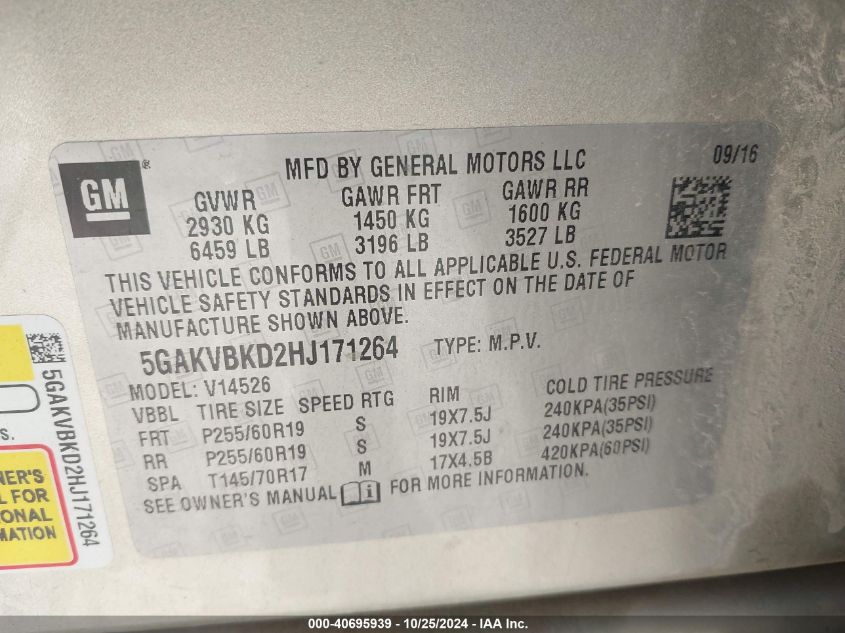 GM
®
MFD BY GENERAL MOTORS LLC
09/16
GVWR GAWR FRT GAWR RR
2930 KG 1450 KG 1600 KG
6459 LB 3196 LB 3527 LB
THIS VEHICLE CONFORMS TO ALL APPLICABLE U.S. FEDERAL MOTOR
VEHICLE SAFETY STANDARDS IN EFFECT ON THE DATE OF
MANUFACTURE SHOWN ABOVE.
5GAKVBKD2HJ171264 TYPE: M.P.V.
MODEL: V14526
VBBL TIRE SIZE SPEED RTG RIM COLD TIRE PRESSURE
FRT P255/60R19 S 19X7.5J 240KPA(35PSI)
RR P255/60R19 S 19X7.5J 240KPA(35PSI)
SPA T145/70R17 M 17X4.5B 420KPA(60PSI)
SEE OWNER'S MANUAL i FOR MORE INFORMATION.
5GAKVBKD2HJ171264
S.
NER'S
L FOR
ONAL
MATION
000-40695939 - 10/25/2024 - IAA Inc.